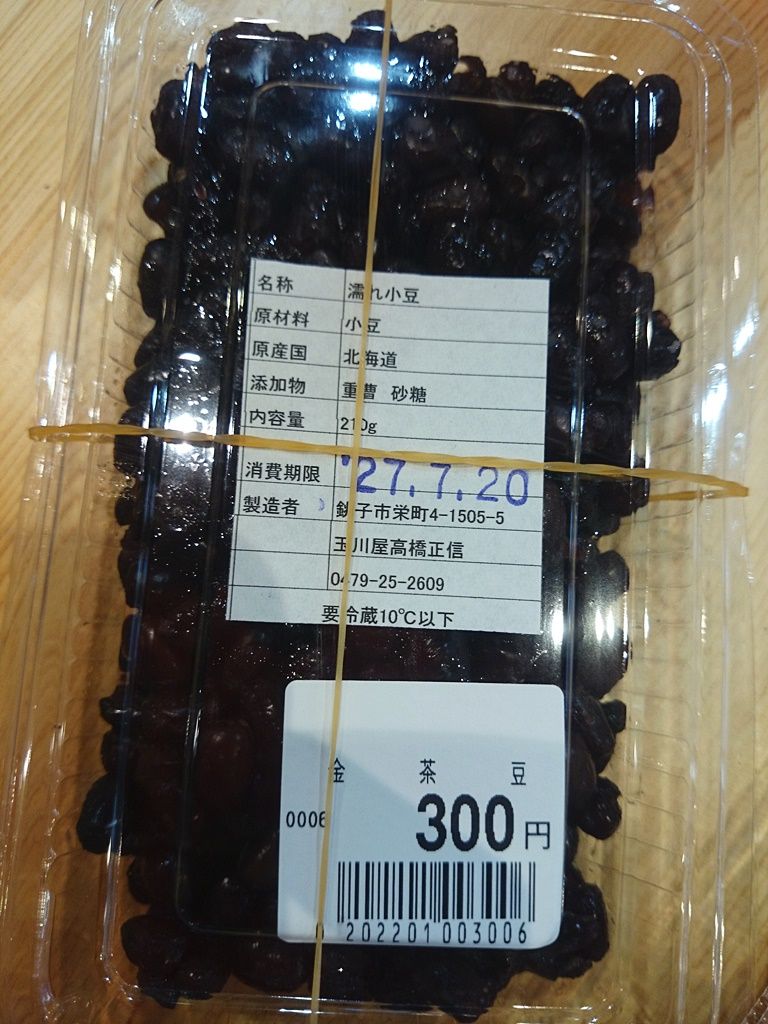 名称 濡れ小豆
原材料 小豆
原産国 北海道
添加物 重曹 砂糖
内容量 210g
消費期限 '27.7.20
製造者 銚子市栄町4-1505-5
玉川屋高橋正信
0479-25-2609
要冷蔵10℃以下
金 茶 豆
0006 300円
0 202201 003006